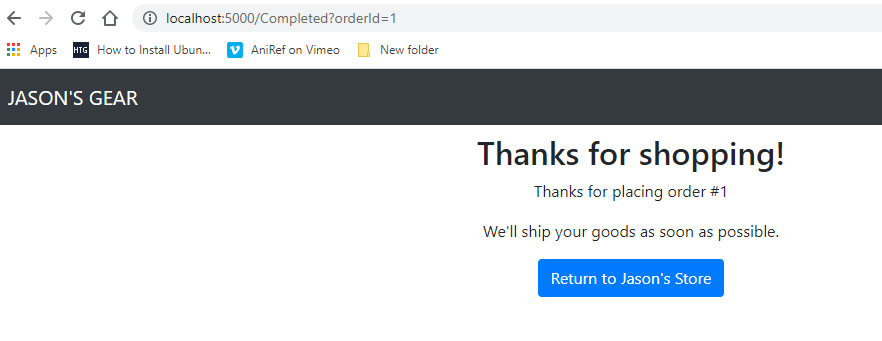 localhost:5000/Completed?orderId=1
Apps HTG How to Install Ubun... AniRef on Vimeo New folder
JASON'S GEAR
Thanks for shopping!
Thanks for placing order #1
We'll ship your goods as soon as possible.
Return to Jason's Store